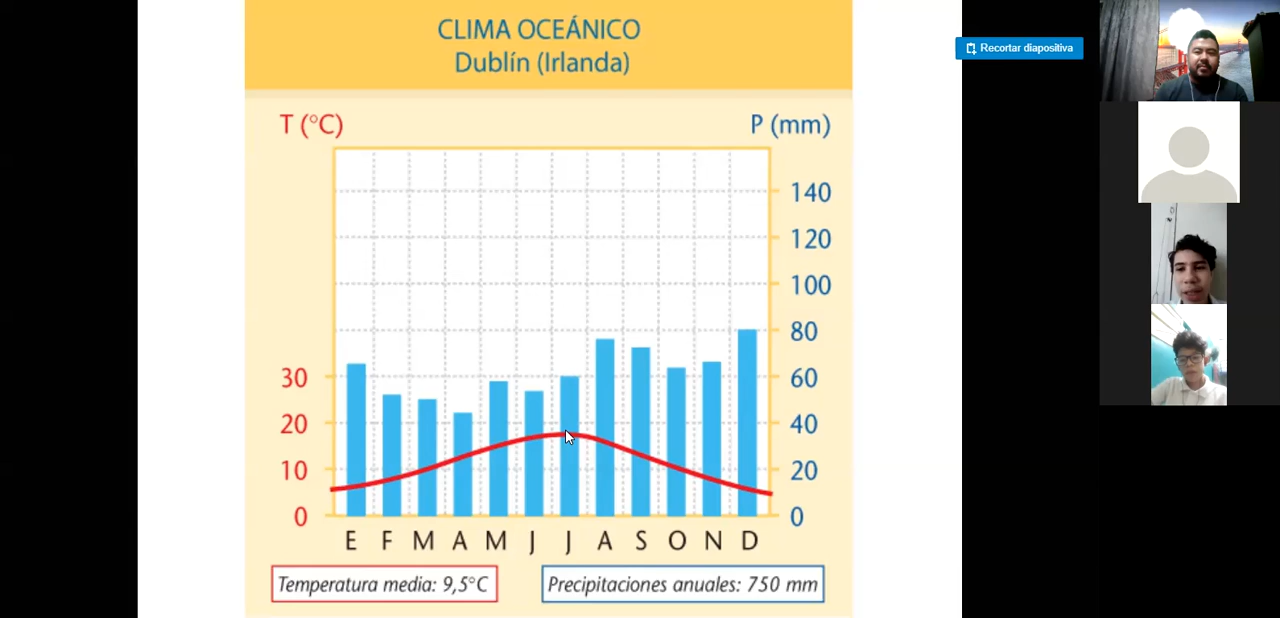 CLIMA OCEÁNICO
Dublín (Irlanda)
Recortar diapositiva
T (°C)
P (mm)
140
120
100
80
30
60
20
40
10
20
0
0
E F M A M J J A S O N D
Temperatura media: 9,5°C
Precipitaciones anuales: 750 mm